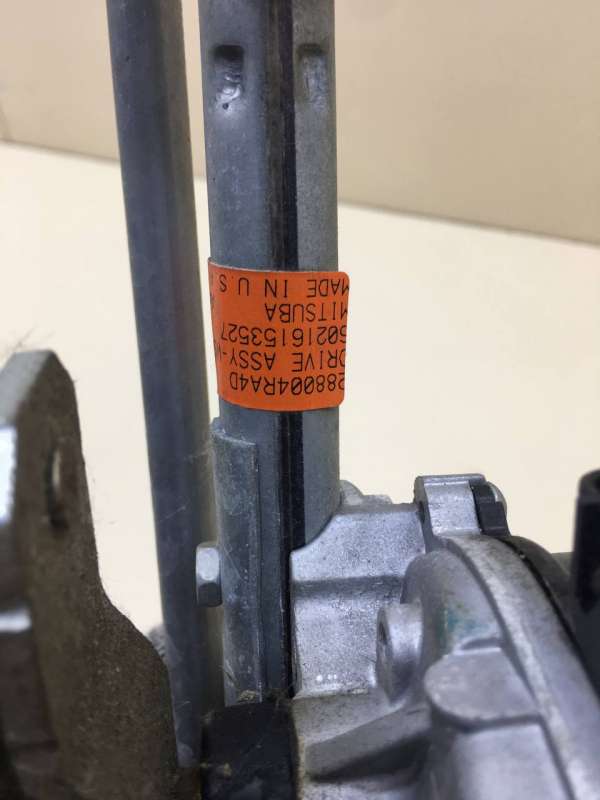 288004RA4D
DRIVE ASSY-W
50216153527
MITSUBA
MADE IN U.S.